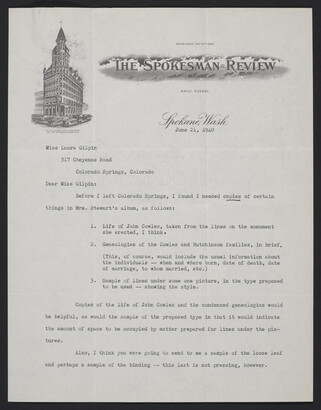 THE SPOKESMAN REVIEW
Spokane, Wash.
June 21, 1940
Miss Laura Gilpin
317 Cheyenne Road
Colorado Springs, Colorado
Dear Miss Gilpin:
Before I left Colorado Springs, I found I needed copies of certain
things in Mrs. Stewart's album, as follows:
1. Life of John Cowles, taken from the lines on the monument
she erected, I think.
2. Genealogies of the Cowles and Hutchinson families, in brief,
(This, of course, would include the usual information about
the individuals -- when and where born, date of death, date
of marriage, to whom married, etc.)
3. Sample of lines under some one picture, in the type proposed
to be used -- showing the style.
Copies of the life of John Cowles and the condensed genealogies would
be helpful, as would the sample of the proposed type in that it would indicate
the amount of space to be occupied by matter prepared for lines under the pic-
tures.
Also, I think you were going to send to me a sample of the loose leaf
and perhaps a sample of the binding -- this last is not pressing, however.